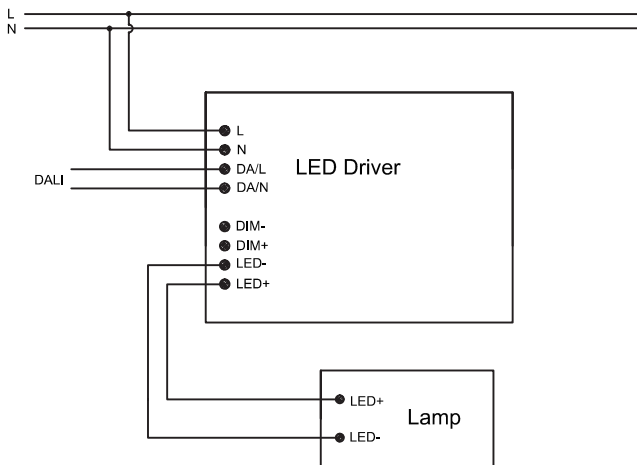 L
N
L
N
DA/L
DA/N
DALI
LED Driver
DIM-
DIM+
LED-
LED+
LED+
LED-
Lamp